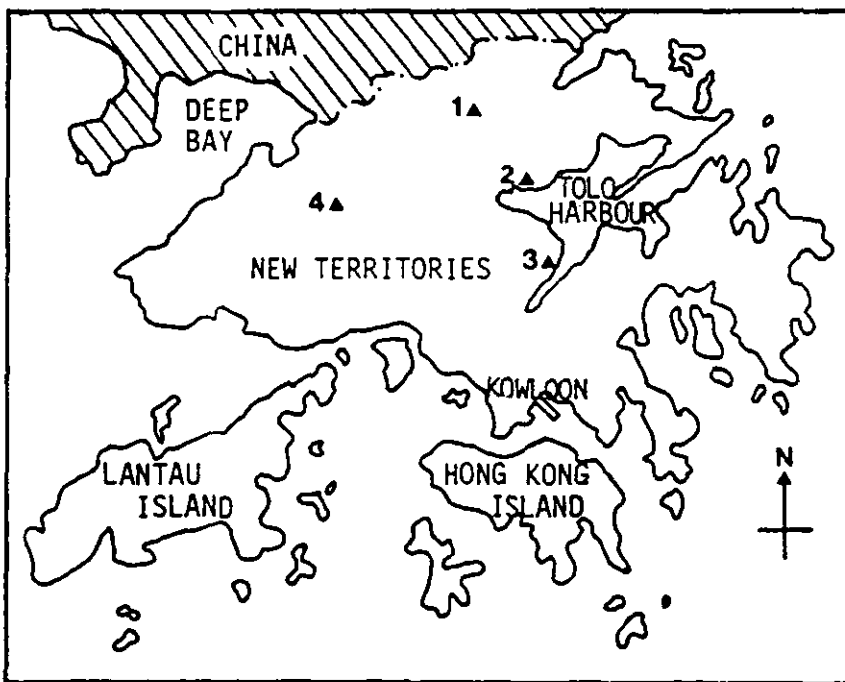 CHINA
DEEP
BAY
1
2
TOLO
HARBOUR
4
3
NEW TERRITORIES
KOWLOON
LANTAU
ISLAND
HONG KONG
ISLAND
N